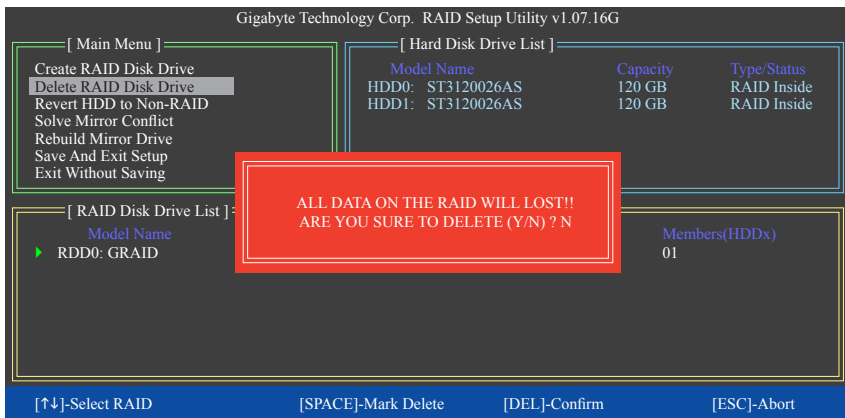 Gigabyte Technology Corp. RAID Setup Utility v1.07.16G
[ Main Menu ]
Create RAID Disk Drive
Delete RAID Disk Drive
Revert HDD to Non-RAID
Solve Mirror Conflict
Rebuild Mirror Drive
Save And Exit Setup
Exit Without Saving
[ Hard Disk Drive List ]
Model Name Capacity Type/Status
HDD0: ST3120026AS 120 GB RAID Inside
HDD1: ST3120026AS 120 GB RAID Inside
ALL DATA ON THE RAID WILL LOST!!
ARE YOU SURE TO DELETE (Y/N) ? N
[ RAID Disk Drive List ]
Model Name Members(HDDx)
RDD0: GRAID 01
[↑↓]-Select RAID [SPACE]-Mark Delete [DEL]-Confirm [ESC]-Abort